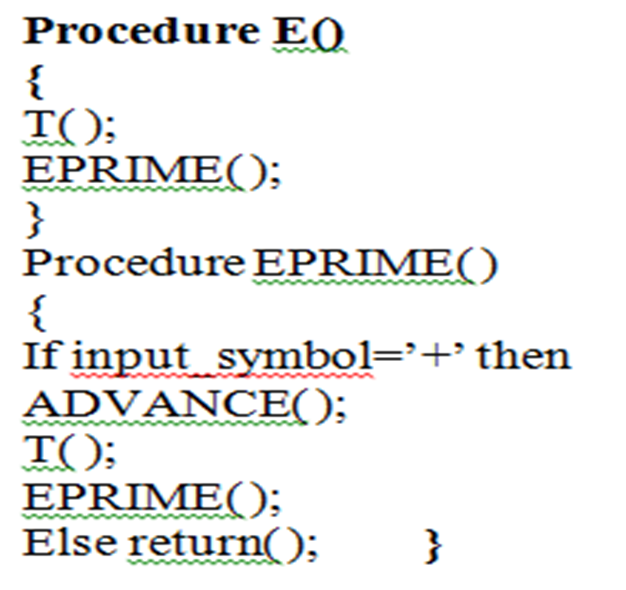 Procedure E()
{
T( );
EPRIME( );
}
Procedure EPRIME( )
{
If input_symbol=’+’ then
ADVANCE( );
T( );
EPRIME( );
Else return( ); }